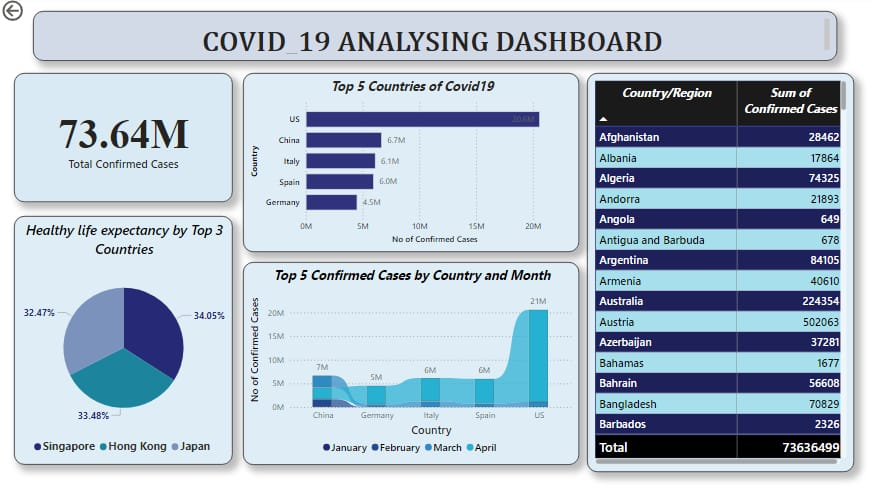 COVID_19 ANALYSING DASHBOARD
73.64M
Total Confirmed Cases
Healthy life expectancy by Top 3
Countries
32.47%
34.05%
33.48%
Singapore Hong Kong Japan
Top 5 Countries of Covid19
Country
US 20.6M
China 6.7M
Italy 6.1M
Spain 6.0M
Germany 4.5M
0M 5M 10M 15M 20M
No of Confirmed Cases
Top 5 Confirmed Cases by Country and Month
No of Confirmed Cases
20M
15M
10M
5M
0M
7M 5M 6M 6M 21M
China Germany Italy Spain US
Country
January February March April
Country/Region Sum of
Confirmed Cases
Afghanistan 28462
Albania 17864
Algeria 74325
Andorra 21893
Angola 649
Antigua and Barbuda 678
Argentina 84105
Armenia 40610
Australia 224354
Austria 502063
Azerbaijan 37281
Bahamas 1677
Bahrain 56608
Bangladesh 70829
Barbados 2326
Total 73636499